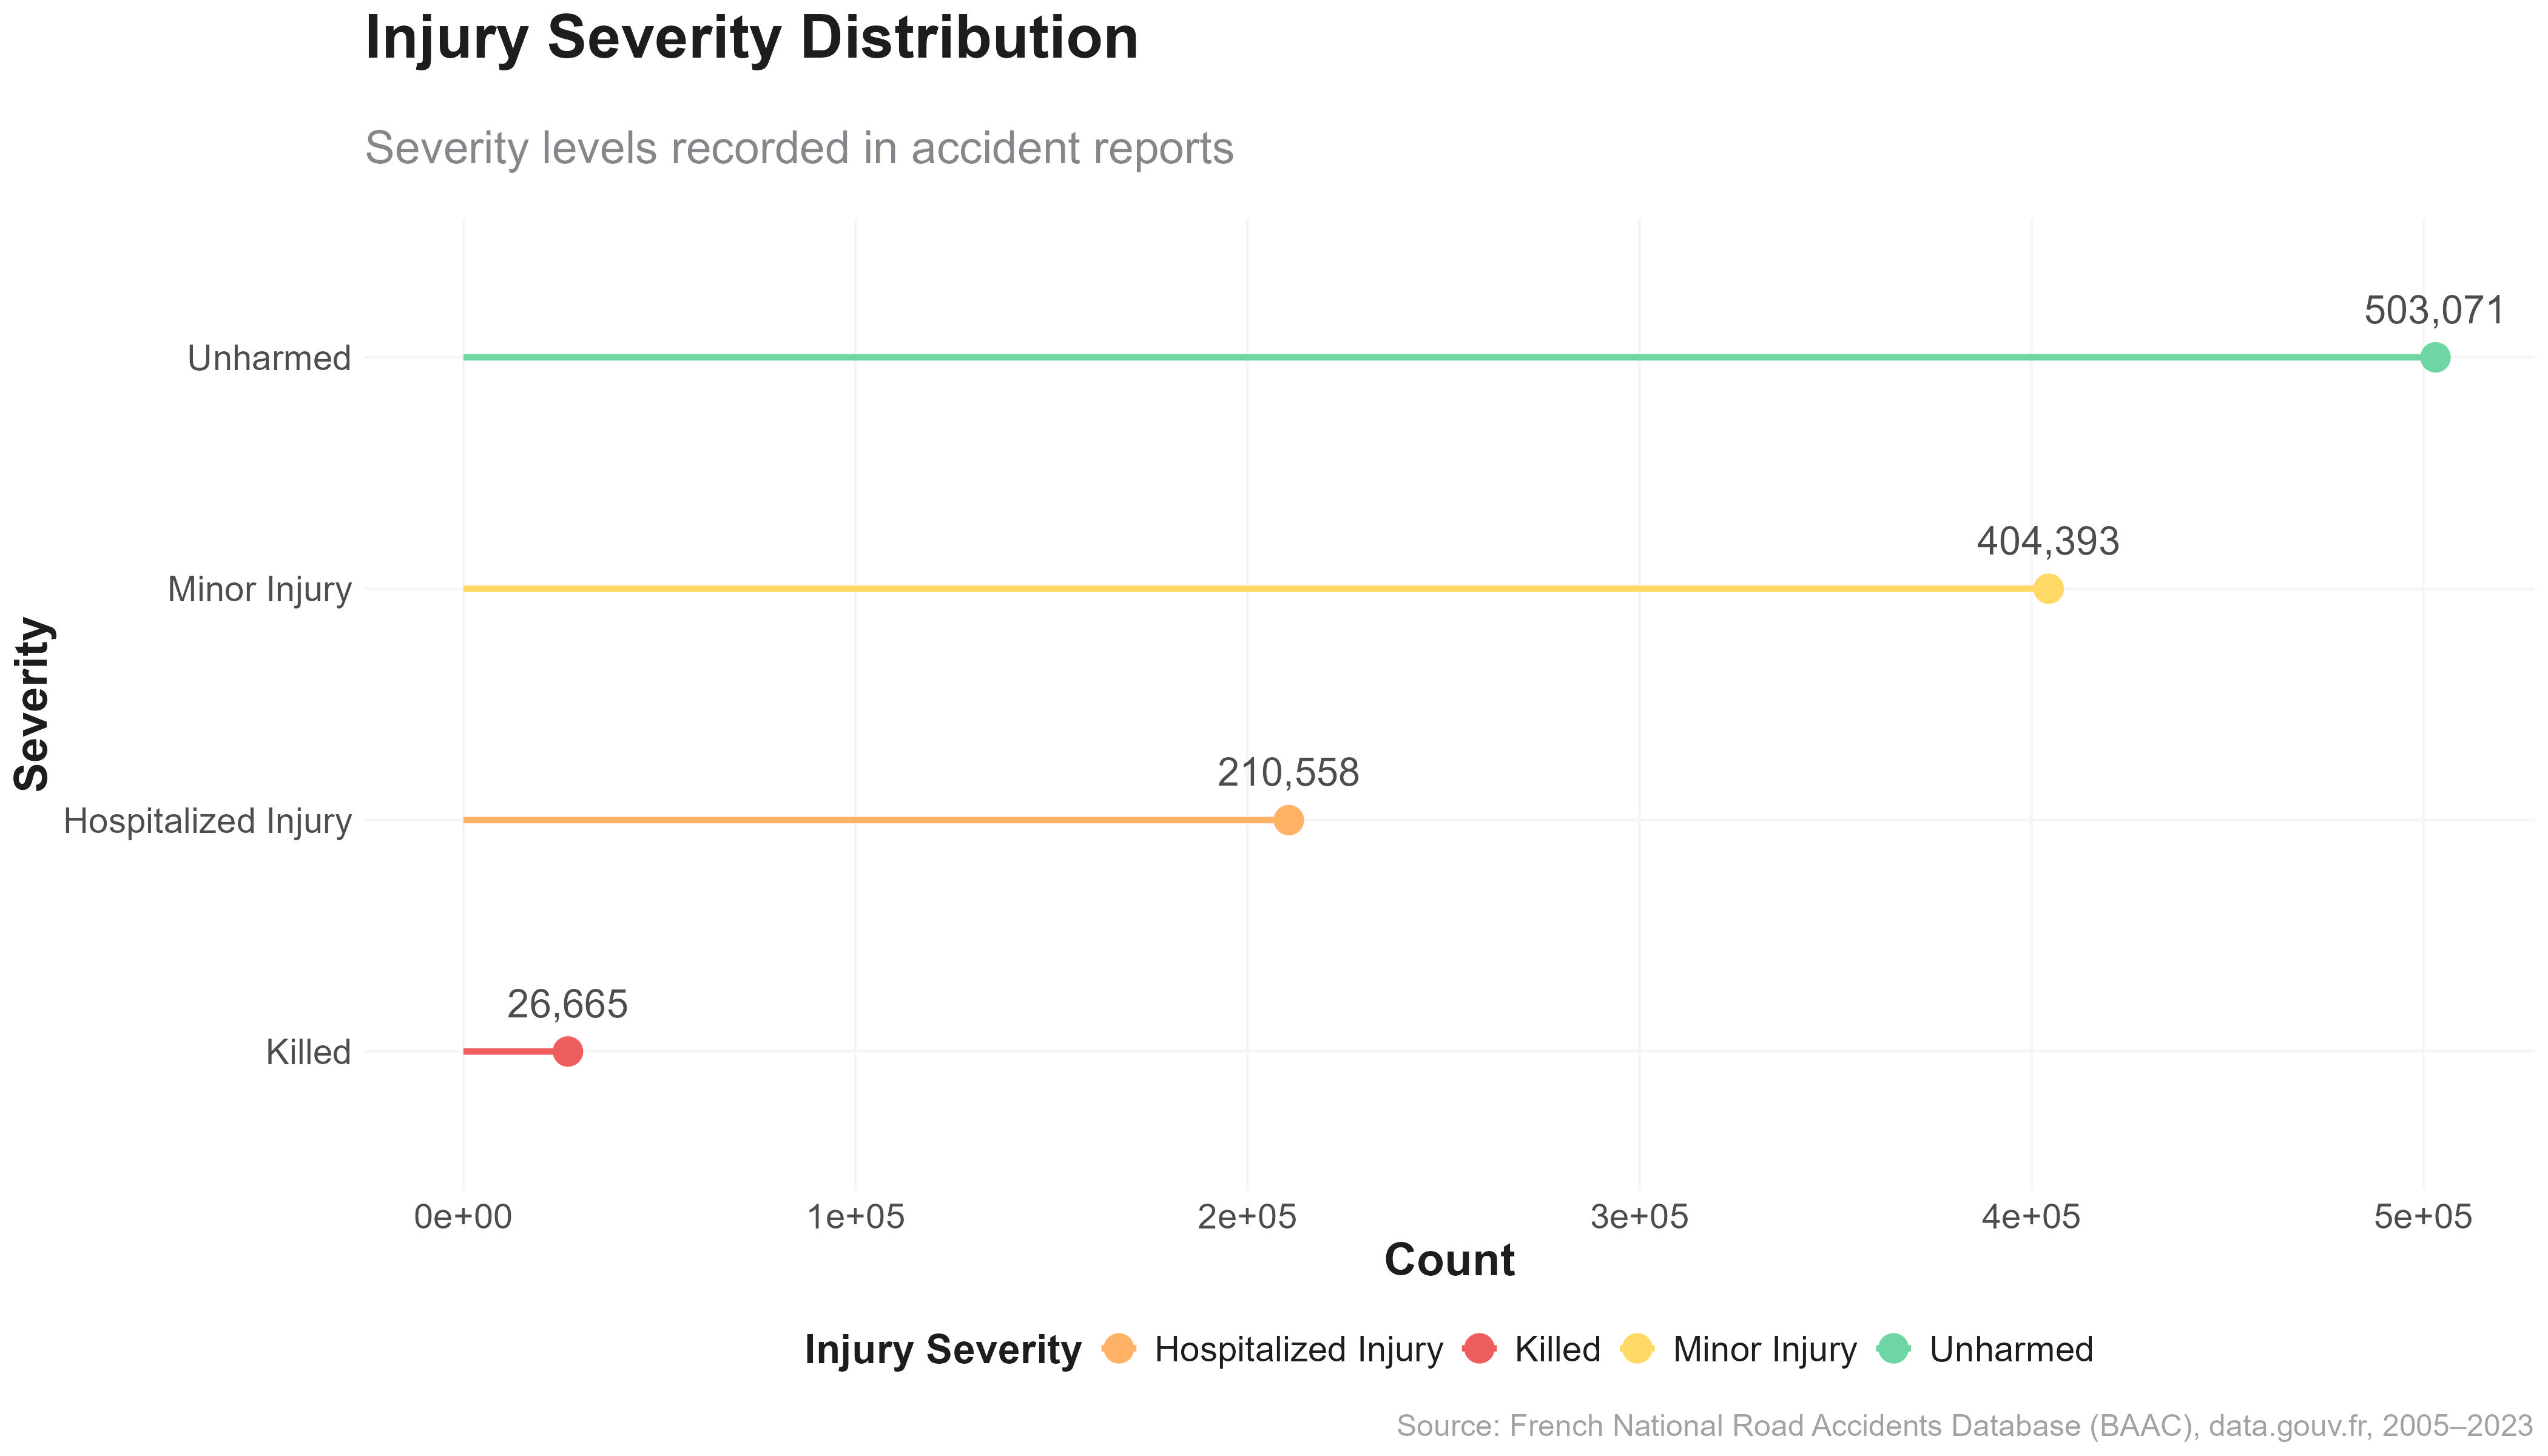 Injury Severity Distribution
Severity levels recorded in accident reports
503,071
Unharmed
404,393
Minor Injury
Severity
210,558
Hospitalized Injury
26,665
Killed
0e+00 1e+05 2e+05 3e+05 4e+05 5e+05
Count
Injury Severity Hospitalized Injury Killed Minor Injury Unharmed
Source: French National Road Accidents Database (BAAC), data.gouv.fr, 2005–2023